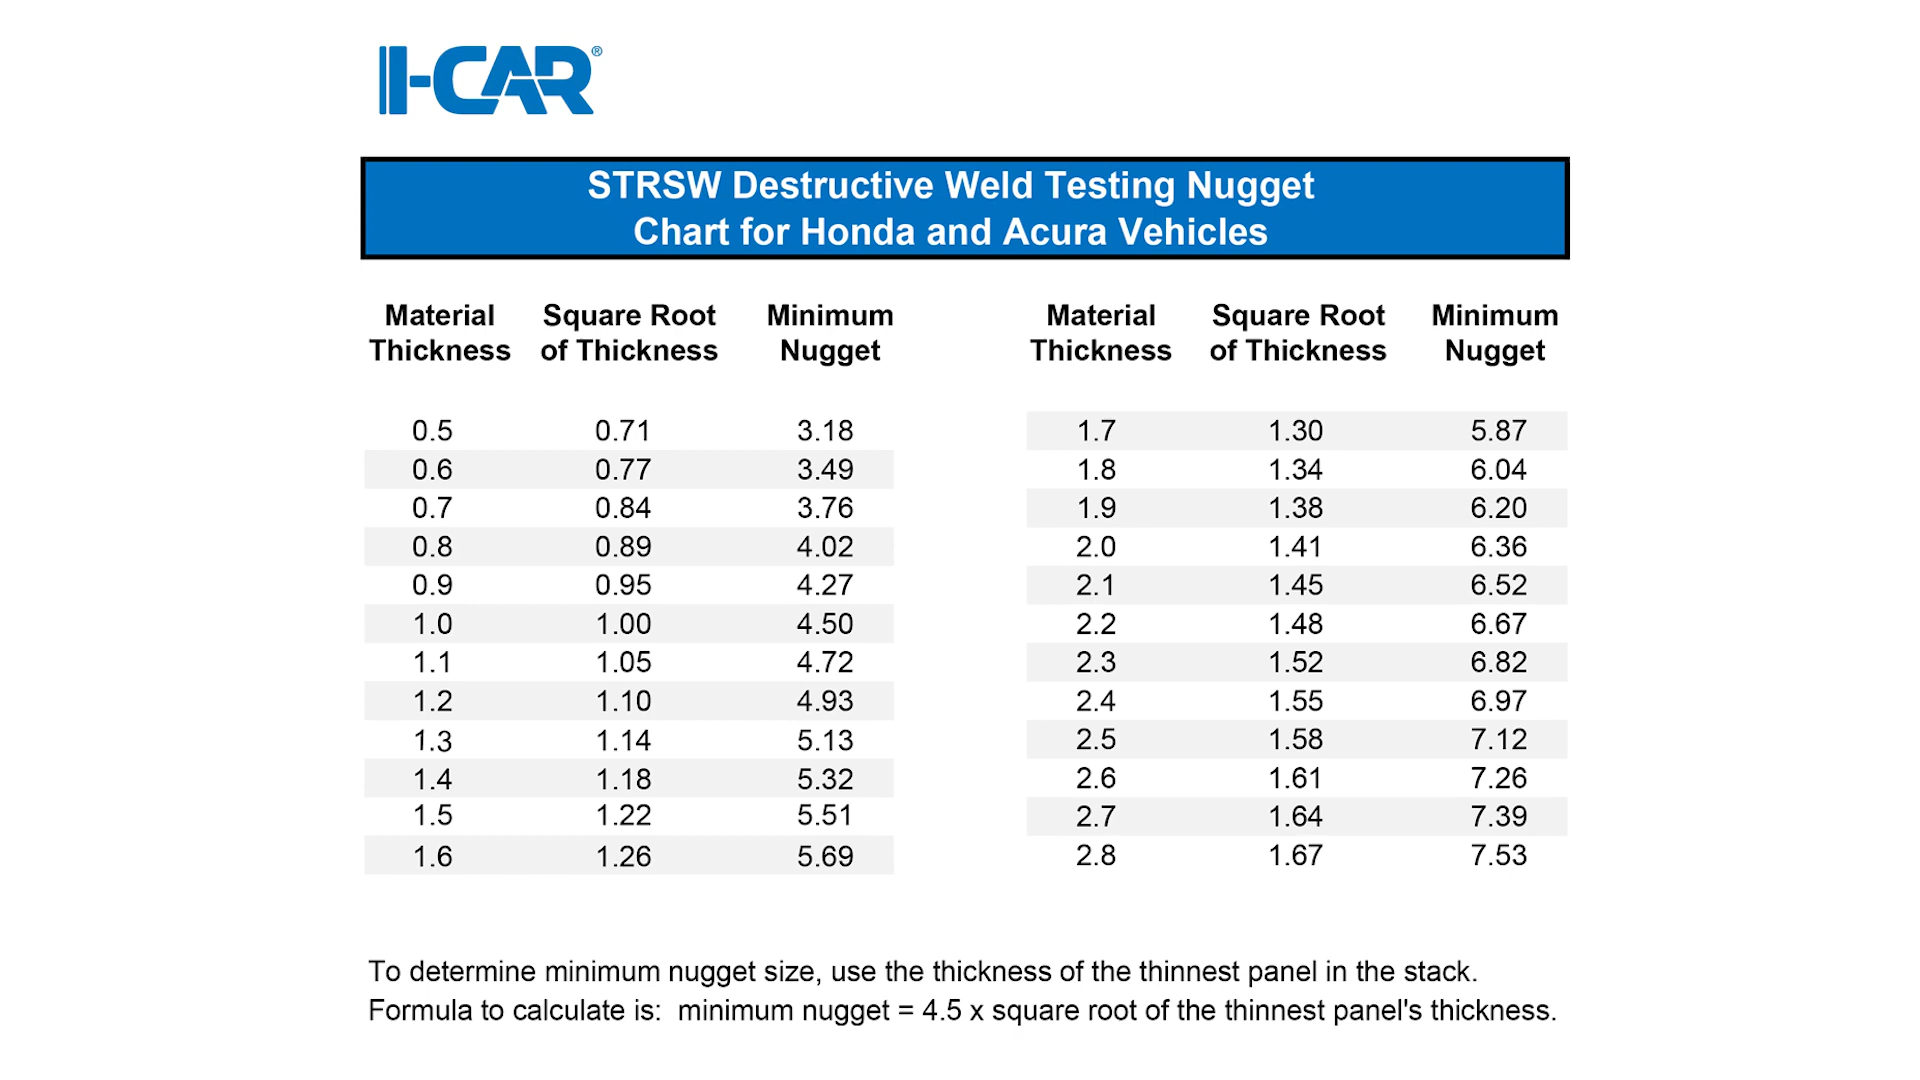 I-CAR®
STRSW Destructive Weld Testing Nugget
Chart for Honda and Acura Vehicles
Material Thickness Square Root of Thickness Minimum Nugget
0.5 0.71 3.18
0.6 0.77 3.49
0.7 0.84 3.76
0.8 0.89 4.02
0.9 0.95 4.27
1.0 1.00 4.50
1.1 1.05 4.72
1.2 1.10 4.93
1.3 1.14 5.13
1.4 1.18 5.32
1.5 1.22 5.51
1.6 1.26 5.69
Material Thickness Square Root of Thickness Minimum Nugget
1.7 1.30 5.87
1.8 1.34 6.04
1.9 1.38 6.20
2.0 1.41 6.36
2.1 1.45 6.52
2.2 1.48 6.67
2.3 1.52 6.82
2.4 1.55 6.97
2.5 1.58 7.12
2.6 1.61 7.26
2.7 1.64 7.39
2.8 1.67 7.53
To determine minimum nugget size, use the thickness of the thinnest panel in the stack.
Formula to calculate is: minimum nugget = 4.5 x square root of the thinnest panel's thickness.